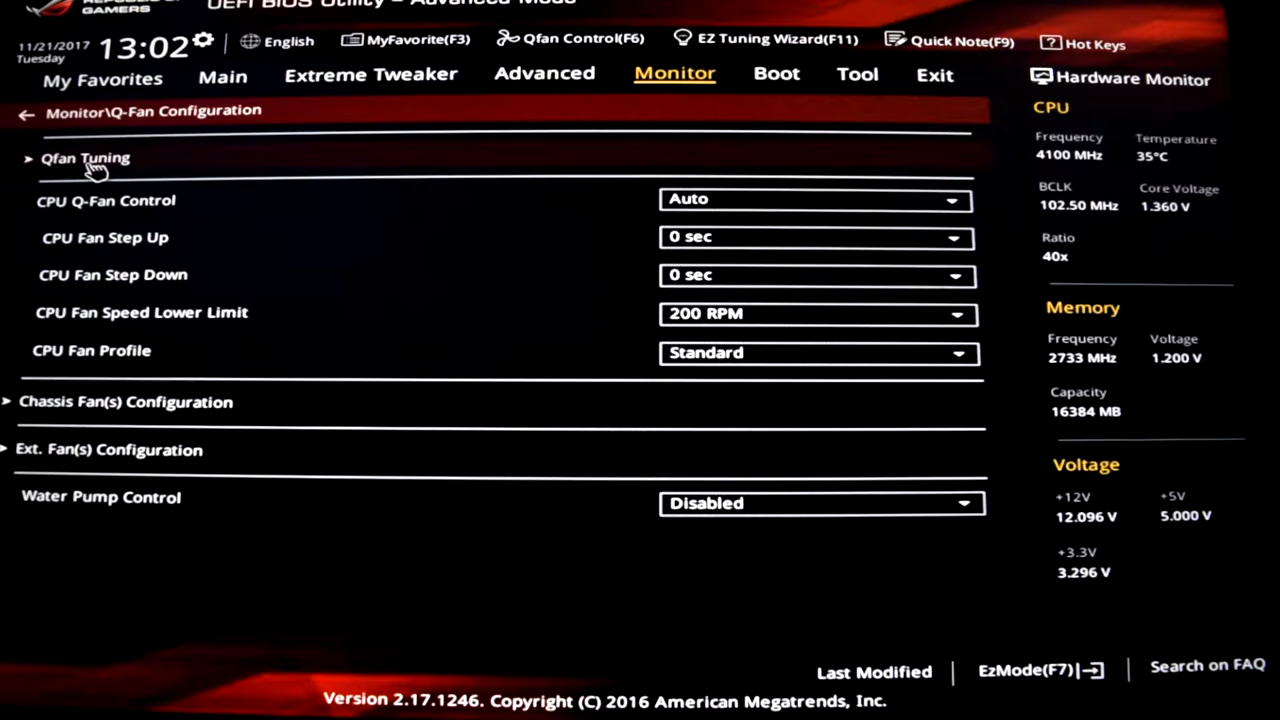 GAMERS
UEFI BIOS Utility – Advanced Mode
11/21/2017
Tuesday
13:02
English
MyFavorite(F3)
Qfan Control(F6)
EZ Tuning Wizard(F11)
Quick Note(F9)
Hot Keys
My Favorites
Main
Extreme Tweaker
Advanced
Monitor
Boot
Tool
Exit
Hardware Monitor
Monitor\Q-Fan Configuration
Qfan Tuning
CPU Q-Fan Control
Auto
CPU Fan Step Up
0 sec
CPU Fan Step Down
0 sec
CPU Fan Speed Lower Limit
200 RPM
CPU Fan Profile
Standard
Chassis Fan(s) Configuration
Ext. Fan(s) Configuration
Water Pump Control
Disabled
CPU
Frequency
Temperature
4100 MHz
35°C
BCLK
Core Voltage
102.50 MHz
1.360 V
Ratio
40x
Memory
Frequency
Voltage
2733 MHz
1.200 V
Capacity
16384 MB
Voltage
+12V
+5V
12.096 V
5.000 V
+3.3V
3.296 V
Last Modified
EzMode(F7)
Search on FAQ
Version 2.17.1246. Copyright (C) 2016 American Megatrends, Inc.